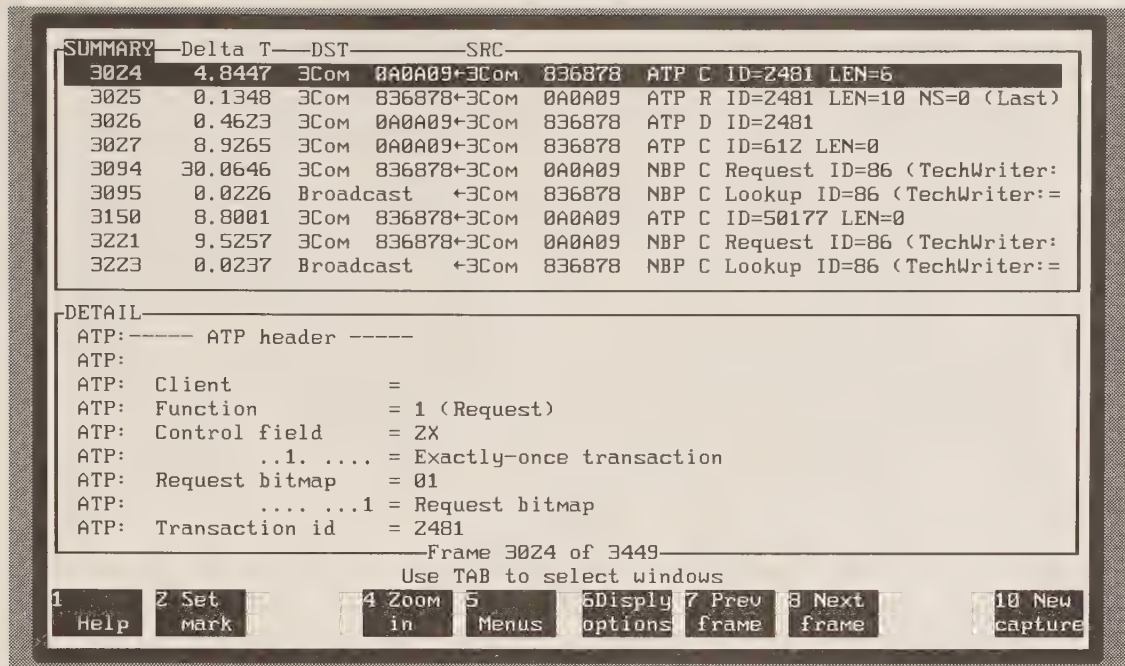 SUMMARY Delta T DST SRC
3024 4.8447 3Com 0A0A09←3Com 836878 ATP C ID=2481 LEN=6
3025 0.1348 3Com 836878←3Com 0A0A09 ATP R ID=2481 LEN=10 NS=0 (Last)
3026 0.4623 3Com 0A0A09←3Com 836878 ATP D ID=2481
3027 8.9265 3Com 0A0A09←3Com 836878 ATP C ID=612 LEN=0
3094 30.0646 3Com 836878←3Com 0A0A09 NBP C Request ID=86 (TechWriter:
3095 0.0226 Broadcast ←3Com 836878 NBP C Lookup ID=86 (TechWriter:=
3150 8.8001 3Com 836878←3Com 0A0A09 ATP C ID=50177 LEN=0
3221 9.5257 3Com 836878←3Com 0A0A09 NBP C Request ID=86 (TechWriter:
3223 0.0237 Broadcast ←3Com 836878 NBP C Lookup ID=86 (TechWriter:=
DETAIL
ATP:----- ATP header -----
ATP:
ATP: Client =
ATP: Function = 1 (Request)
ATP: Control field = 2X
ATP: ..1. .... = Exactly-once transaction
ATP: Request bitmap = 01
ATP: .... ...1 = Request bitmap
ATP: Transaction id = 2481
Frame 3024 of 3449
Use TAB to select windows
1 Help 2 Set mark 4 Zoom in 5 Menus 6Disply options 7 Prev frame 8 Next frame 10 New capture